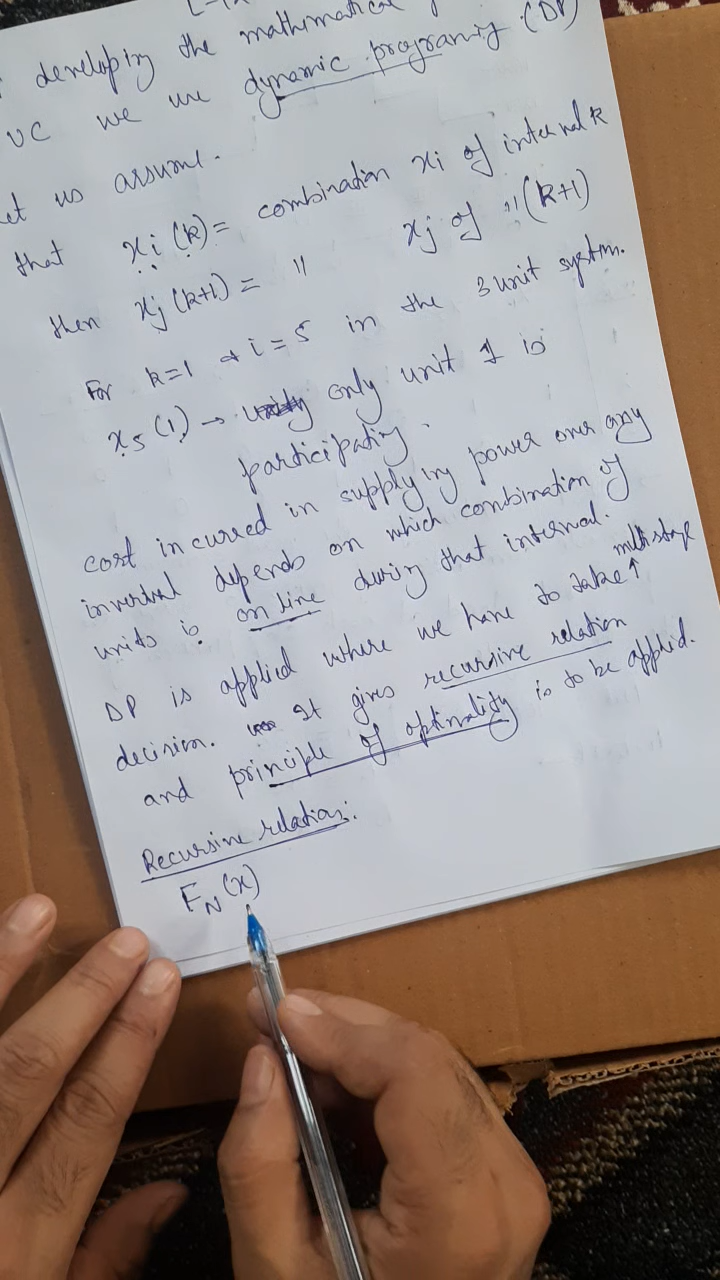 developing the mathematical
UC we use dynamic programig (DP)
et us assume.
that xi (k) = combination xi of interval k
then xj (k+1) = " xj of " (k+1)
For k=1 & i=5 in the 3 unit system.
x5 (1) → only unit 1 is
participating.
cost incurred in supplying power over any
interval depends on which combination of
units is on line during that interval.
DP is applied where we have to take ↑ multi stage
decision. It gives recursive relation
and principle of optimality is to be applied.
Recursive relation:
FN(x)